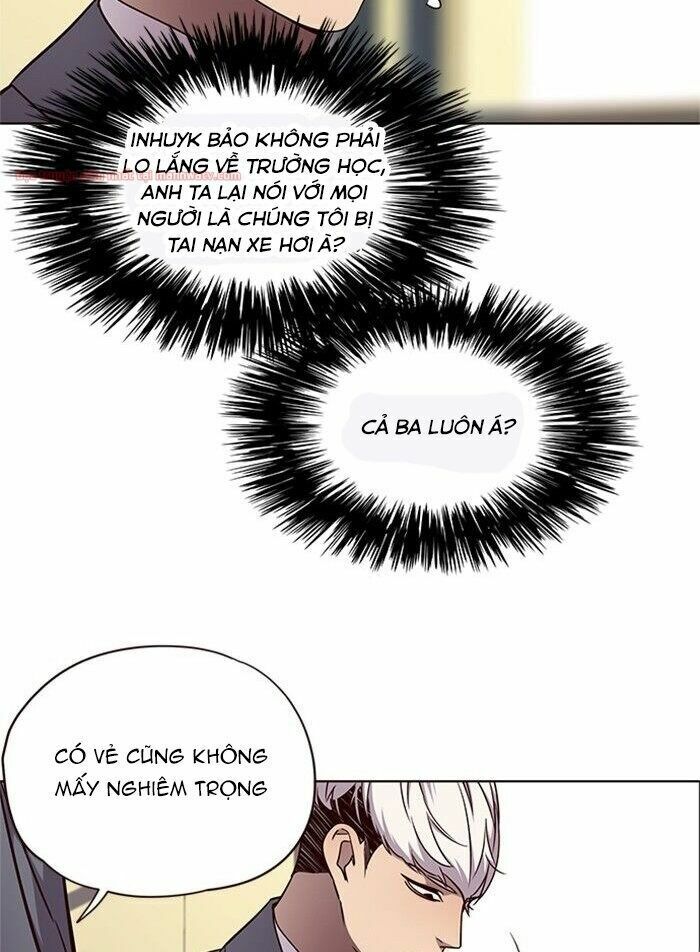 INHUYK BẢO KHÔNG PHẢI
LO LẮNG VỀ TRƯỜNG HỌC,
ANH TA LẠI NÓI VỚI MỌI
NGƯỜI LÀ CHÚNG TÔI BỊ
TAI NẠN XE HƠI À?
CẢ BA LUÔN Á?
CÓ VẺ CŨNG KHÔNG
MẤY NGHIÊM TRỌNG